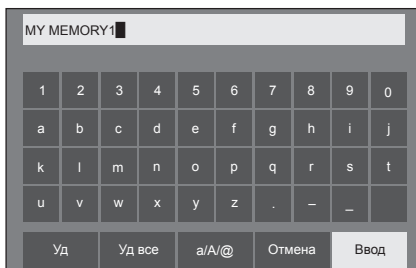 MY MEMORY1
1 2 3 4 5 6 7 8 9 0
a b c d e f g h i j
k l m n o p q r s t
u v w x y z . – _
Уд Уд все a/A/@ Отмена Ввод